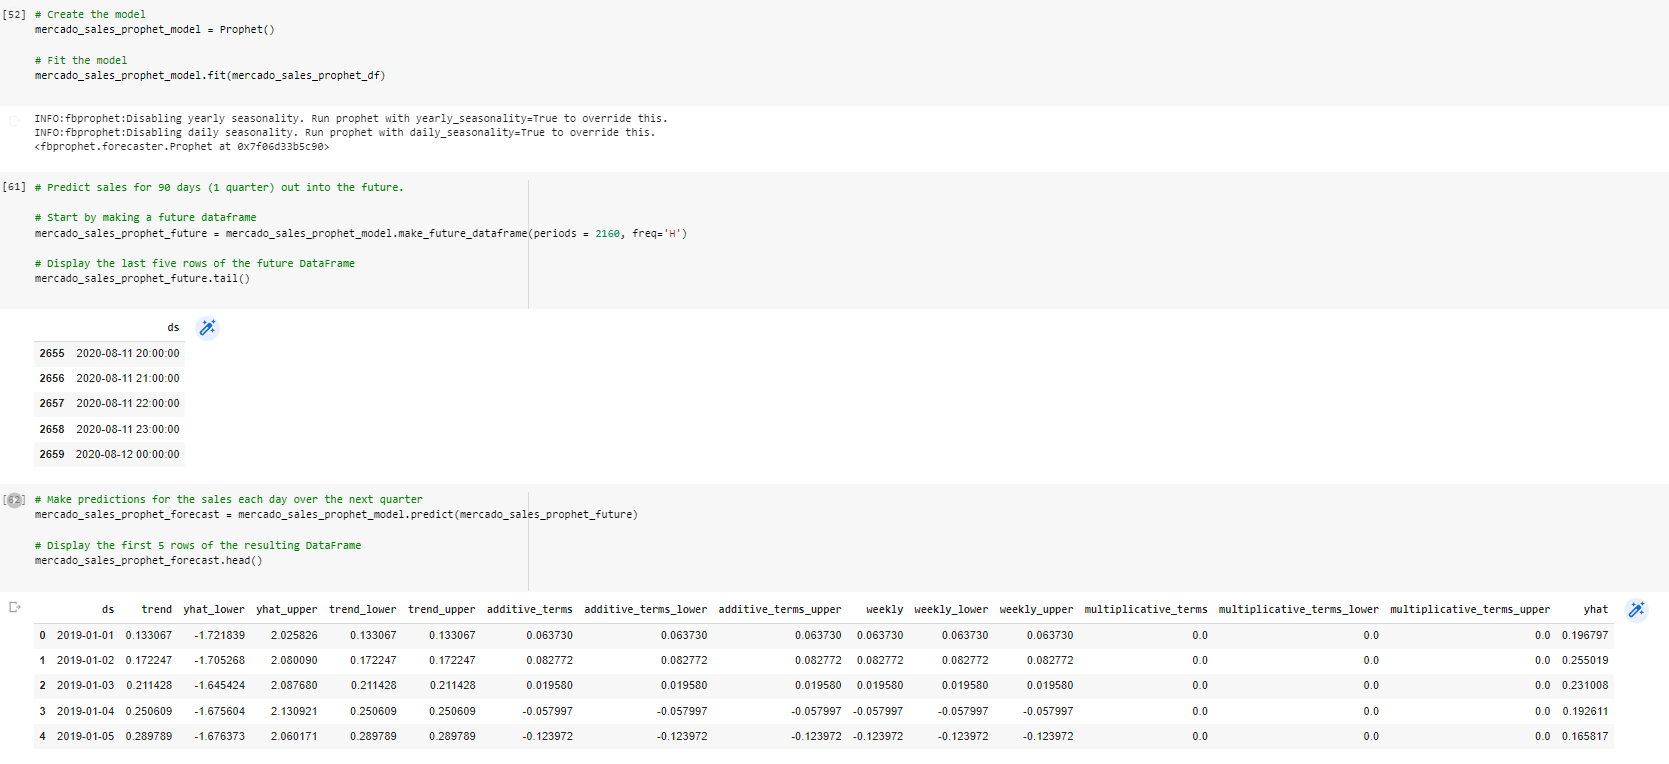 [52] # Create the model
mercado_sales_prophet_model = Prophet()
# Fit the model
mercado_sales_prophet_model.fit(mercado_sales_prophet_df)
INFO:fbprophet:Disabling yearly seasonality. Run prophet with yearly_seasonality=True to override this.
INFO:fbprophet:Disabling daily seasonality. Run prophet with daily_seasonality=True to override this.
<fbprophet.forecaster.Prophet at 0x7f06d33b5c90>
[61] # Predict sales for 90 days (1 quarter) out into the future.
# Start by making a future dataframe
mercado_sales_prophet_future = mercado_sales_prophet_model.make_future_dataframe(periods = 2160, freq='H')
# Display the last five rows of the future DataFrame
mercado_sales_prophet_future.tail()
ds
2655 2020-08-11 20:00:00
2656 2020-08-11 21:00:00
2657 2020-08-11 22:00:00
2658 2020-08-11 23:00:00
2659 2020-08-12 00:00:00
[62] # Make predictions for the sales each day over the next quarter
mercado_sales_prophet_forecast = mercado_sales_prophet_model.predict(mercado_sales_prophet_future)
# Display the first 5 rows of the resulting DataFrame
mercado_sales_prophet_forecast.head()
ds trend yhat_lower yhat_upper trend_lower trend_upper additive_terms additive_terms_lower additive_terms_upper weekly weekly_lower weekly_upper multiplicative_terms multiplicative_terms_lower multiplicative_terms_upper yhat
0 2019-01-01 0.133067 -1.721839 2.025826 0.133067 0.133067 0.063730 0.063730 0.063730 0.063730 0.063730 0.063730 0.0 0.0 0.0 0.196797
1 2019-01-02 0.172247 -1.705268 2.080090 0.172247 0.172247 0.082772 0.082772 0.082772 0.082772 0.082772 0.082772 0.0 0.0 0.0 0.255019
2 2019-01-03 0.211428 -1.645424 2.087680 0.211428 0.211428 0.019580 0.019580 0.019580 0.019580 0.019580 0.019580 0.0 0.0 0.0 0.231008
3 2019-01-04 0.250609 -1.675604 2.130921 0.250609 0.250609 -0.057997 -0.057997 -0.057997 -0.057997 -0.057997 -0.057997 0.0 0.0 0.0 0.192611
4 2019-01-05 0.289789 -1.676373 2.060171 0.289789 0.289789 -0.123972 -0.123972 -0.123972 -0.123972 -0.123972 -0.123972 0.0 0.0 0.0 0.165817